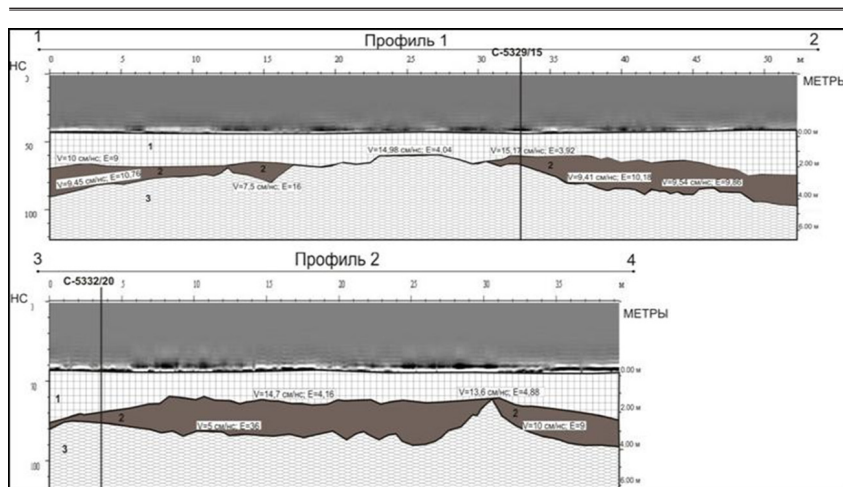 1 Профиль 1 2
С-5329/15
НС 0 5 10 15 20 25 30 35 40 45 50 м
МЕТРЫ
0.00 м
50
1
V=14,98 см/нс; E=4,04 V=15,17 см/нс; E=3,92
V=10 см/нс; E=9 2 2 2 2.00 м
V=9,45 см/нс; E=10,76 V=7,5 см/нс; E=16 V=9,41 см/нс; E=10,18 V=9,54 см/нс; E=9,86
3
100
6.00 м
3 Профиль 2 4
С-5332/20
НС 0 5 10 15 20 25 30 35 м
МЕТРЫ
0.00 м
1 V=14,7 см/нс; E=4,16 V=13,6 см/нс; E=4,88
2 2 2.00 м
V=5 см/нс; E=36 V=10 см/нс; E=9
3 4.00 м
100
6.00 м